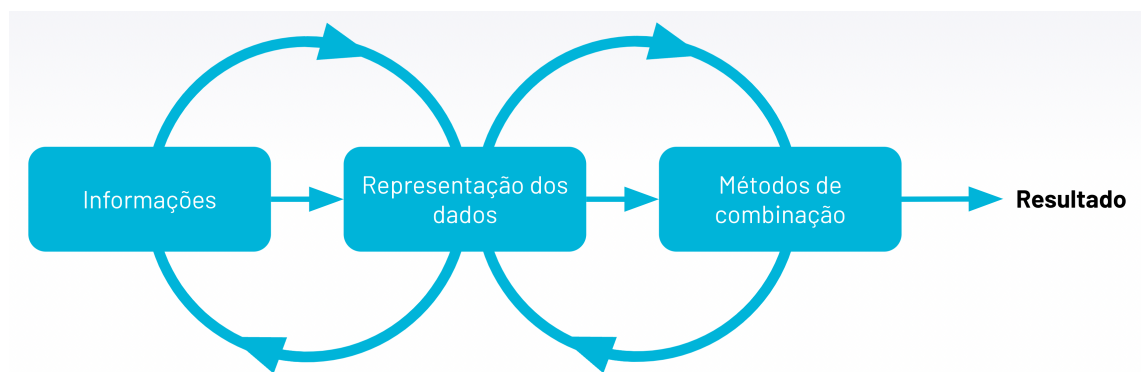 Informações
Representação dos
dados
Métodos de
combinação
Resultado